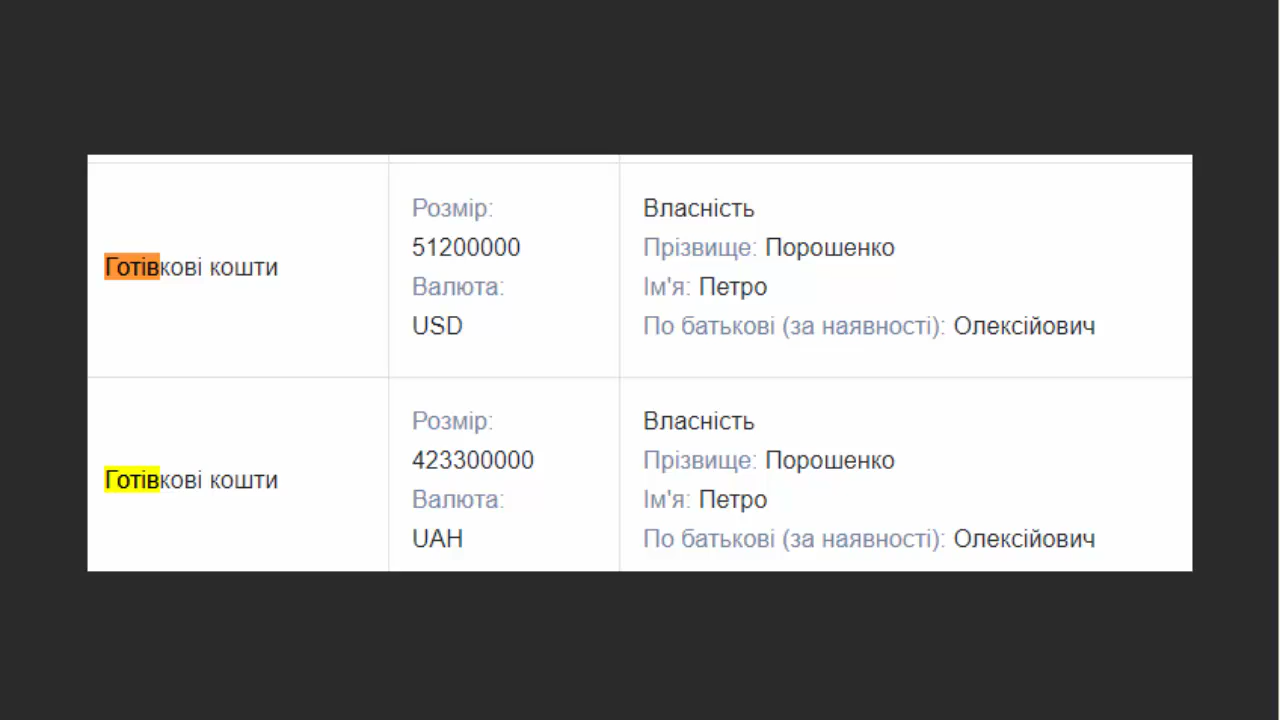 Розмір:
Власність
51200000
Прізвище: Порошенко
Готівкові кошти
Валюта:
Ім'я: Петро
USD
По батькові (за наявності): Олексійович
Розмір:
Власність
423300000
Прізвище: Порошенко
Готівкові кошти
Валюта:
Ім'я: Петро
UAH
По батькові (за наявності): Олексійович